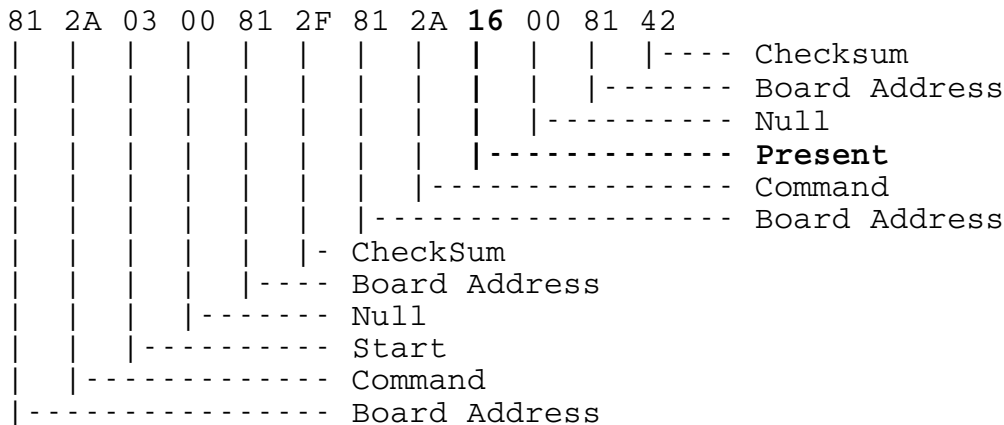 81 2A 03 00 81 2F 81 2A 16 00 81 42
| | | | | | | | | | | |---- Checksum
| | | | | | | | | | |------- Board Address
| | | | | | | | | |---------- Null
| | | | | | | | |------------- Present
| | | | | | | |---------------- Command
| | | | | | |------------------- Board Address
| | | | | |- CheckSum
| | | | |---- Board Address
| | | |------- Null
| | |---------- Start
| |------------- Command
|---------------- Board Address